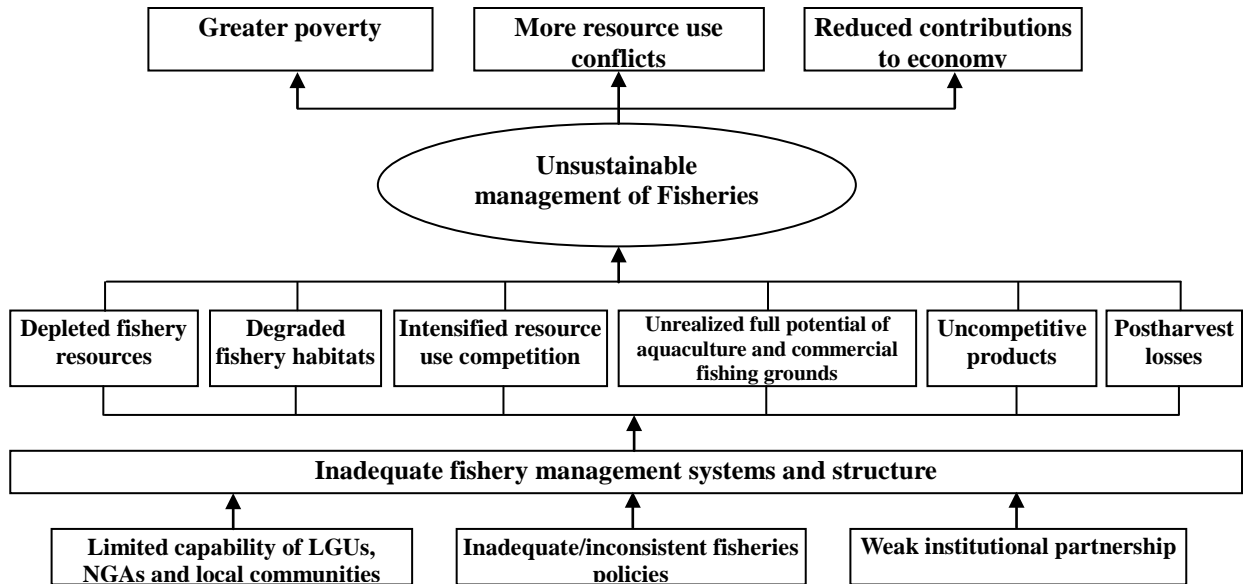 Greater poverty
More resource use
conflicts
Reduced contributions
to economy
Unsustainable
management of Fisheries
Depleted fishery
resources
Degraded
fishery habitats
Intensified resource
use competition
Unrealized full potential of
aquaculture and commercial
fishing grounds
Uncompetitive
products
Postharvest
losses
Inadequate fishery management systems and structure
Limited capability of LGUs,
NGAs and local communities
Inadequate/inconsistent fisheries
policies
Weak institutional partnership